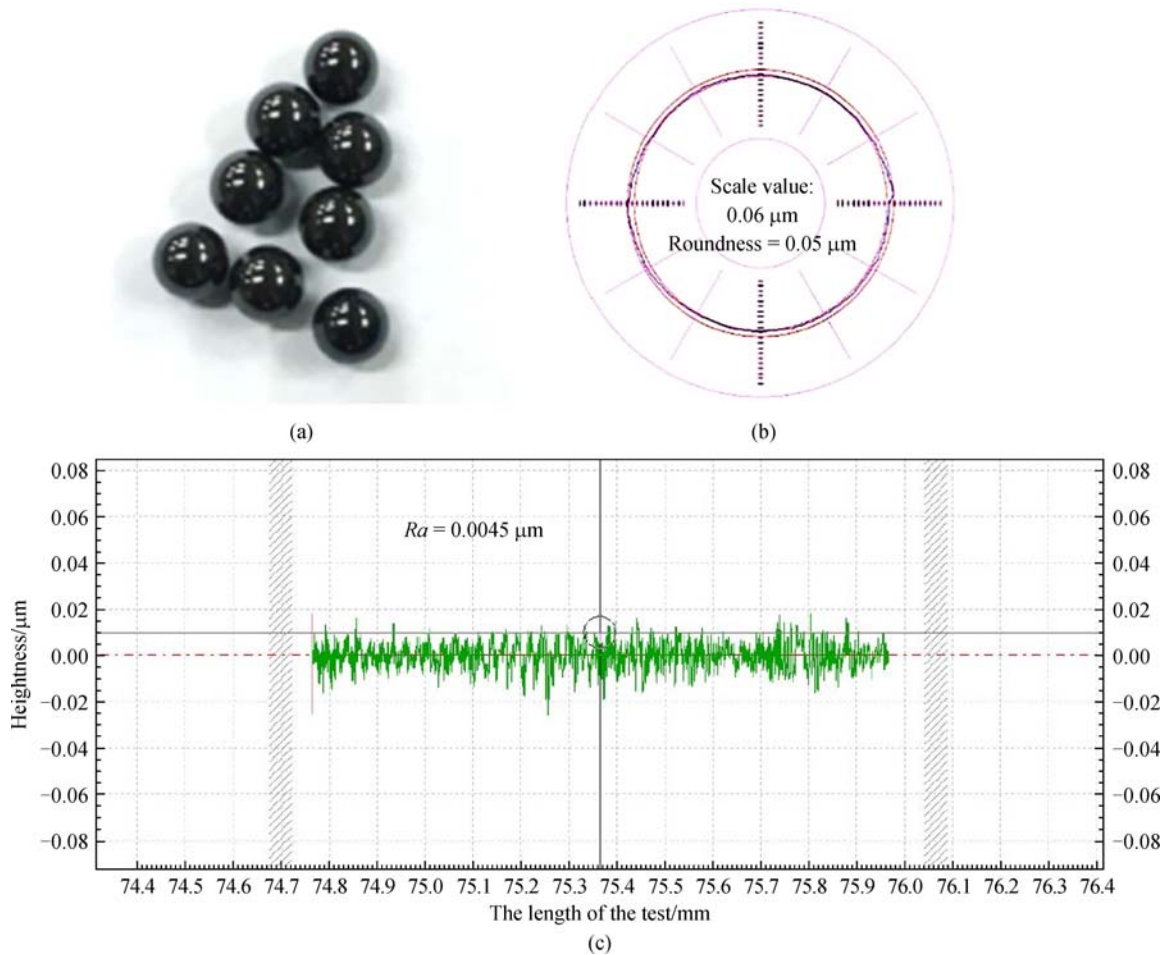 Scale value:
0.06 μm
Roundness = 0.05 μm
(a)
(b)
0.08
0.06
0.04
0.02
0.00
−0.02
−0.04
−0.06
−0.08
Heightness/μm
Ra = 0.0045 μm
0.08
0.06
0.04
0.02
0.00
−0.02
−0.04
−0.06
−0.08
74.4 74.5 74.6 74.7 74.8 74.9 75.0 75.1 75.2 75.3 75.4 75.5 75.6 75.7 75.8 75.9 76.0 76.1 76.2 76.3 76.4
The length of the test/mm
(c)